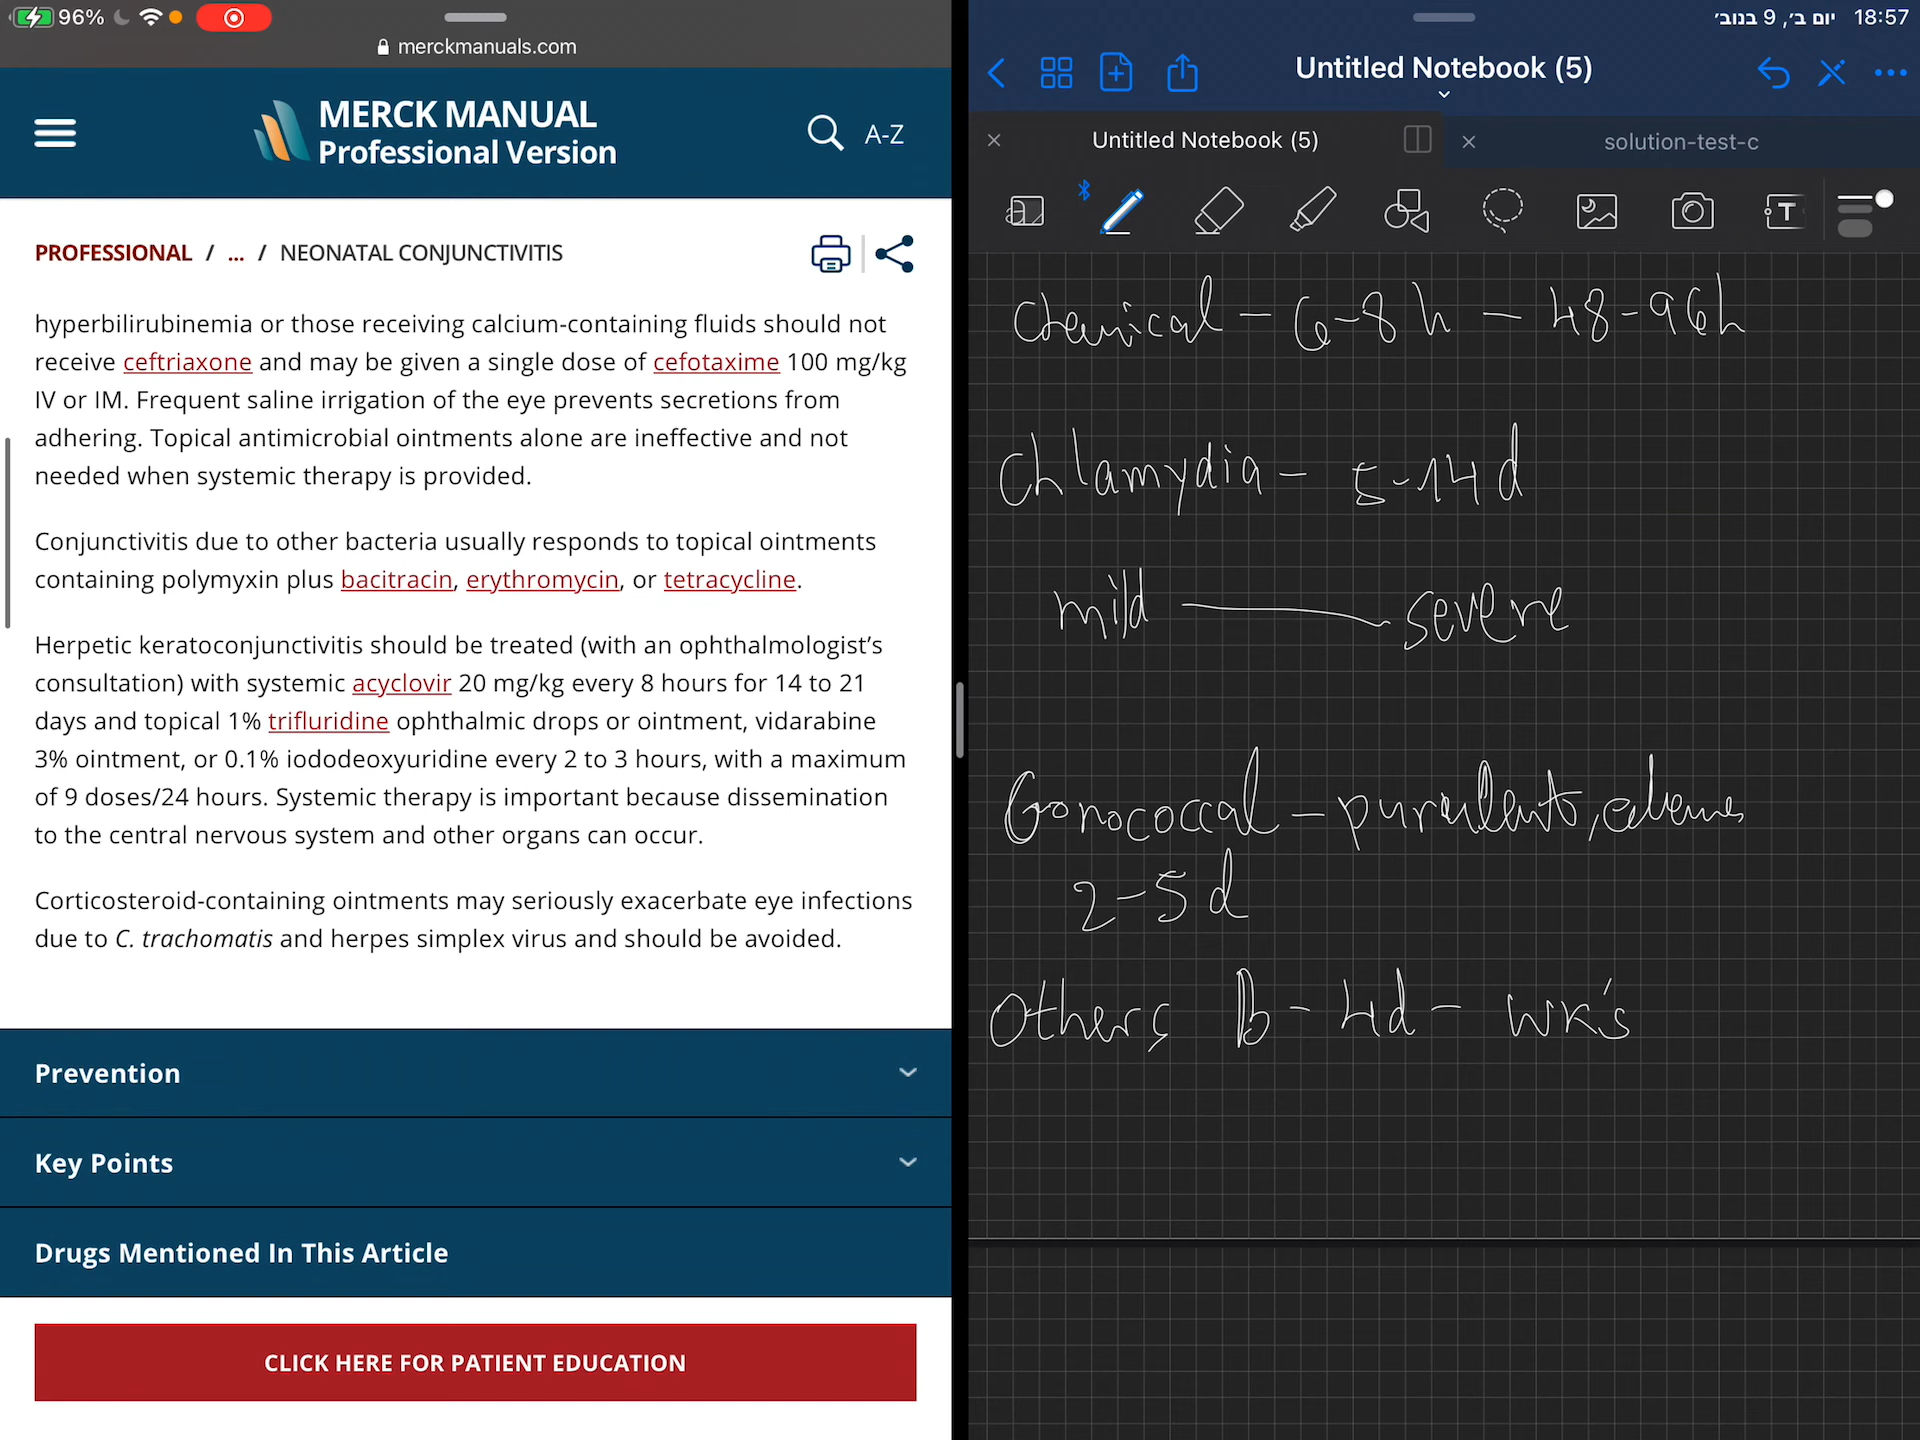 96%
merckmanuals.com
MERCK MANUAL
Professional Version
A-Z
PROFESSIONAL / ... / NEONATAL CONJUNCTIVITIS
hyperbilirubinemia or those receiving calcium-containing fluids should not
receive ceftriaxone and may be given a single dose of cefotaxime 100 mg/kg
IV or IM. Frequent saline irrigation of the eye prevents secretions from
adhering. Topical antimicrobial ointments alone are ineffective and not
needed when systemic therapy is provided.
Conjunctivitis due to other bacteria usually responds to topical ointments
containing polymyxin plus bacitracin, erythromycin, or tetracycline.
Herpetic keratoconjunctivitis should be treated (with an ophthalmologist’s
consultation) with systemic acyclovir 20 mg/kg every 8 hours for 14 to 21
days and topical 1% trifluridine ophthalmic drops or ointment, vidarabine
3% ointment, or 0.1% iododeoxyuridine every 2 to 3 hours, with a maximum
of 9 doses/24 hours. Systemic therapy is important because dissemination
to the central nervous system and other organs can occur.
Corticosteroid-containing ointments may seriously exacerbate eye infections
due to C. trachomatis and herpes simplex virus and should be avoided.
Prevention
Key Points
Drugs Mentioned In This Article
CLICK HERE FOR PATIENT EDUCATION
יום ב׳, 9 בנוב׳ 18:57
Untitled Notebook (5)
Untitled Notebook (5)
solution-test-c
T
Chemical - 6-8 h - 48-96h
Chlamydia - 5-14 d
mild severe
Gonococcal - purulent,
2-5 d
Others B - 4d - wk's